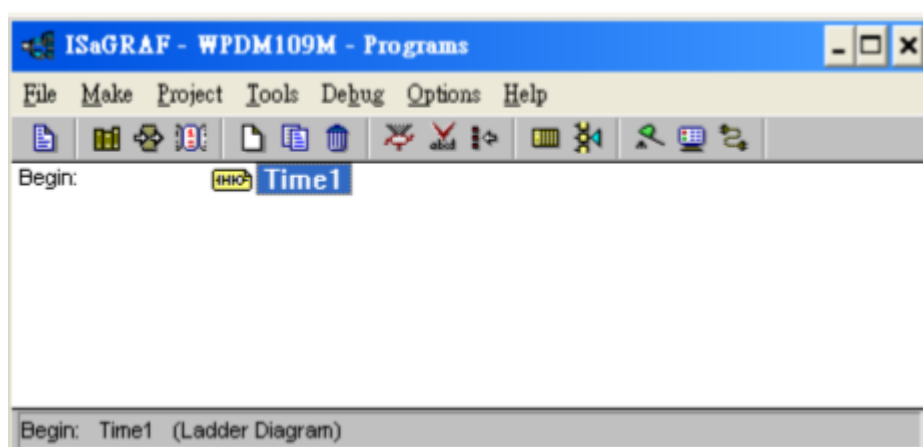 ISaGRAF - WPDM109M - Programs
File Make Project Tools Debug Options Help
Begin: Time1
Begin: Time1 (Ladder Diagram)